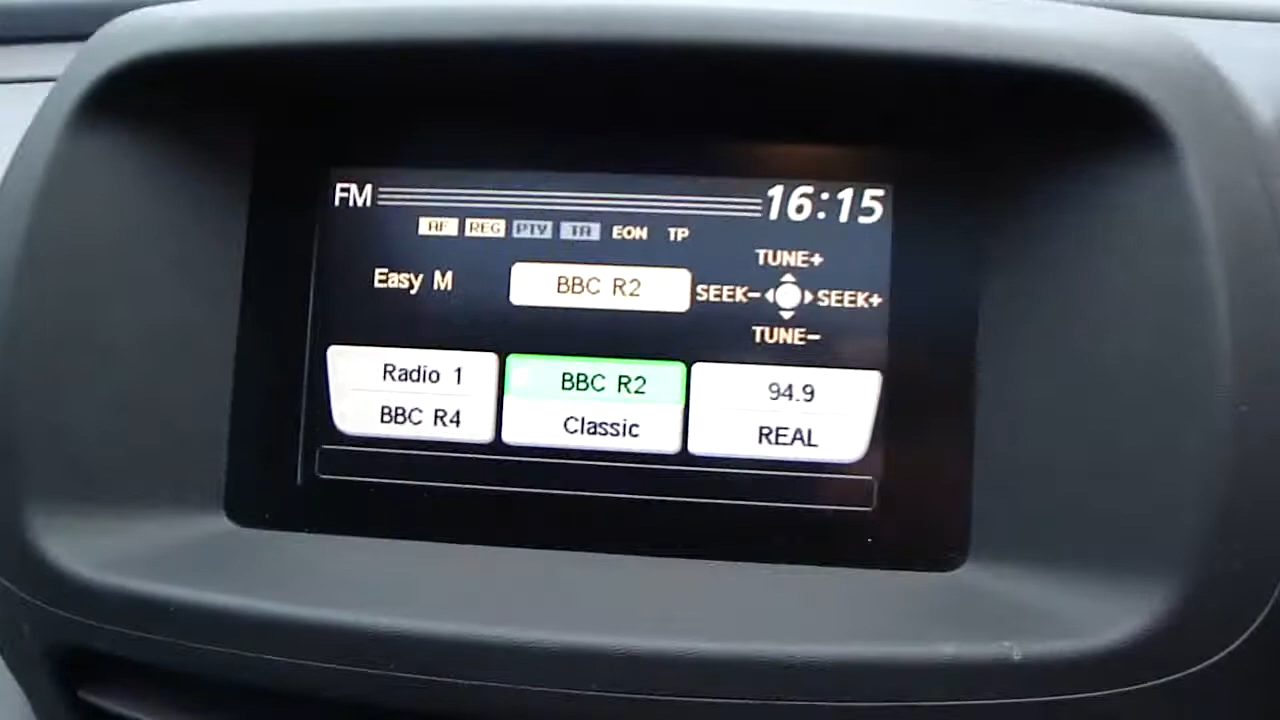 FM 16:15
AF REG PTY TA EON TP
TUNE+
Easy M BBC R2 SEEK- SEEK+
TUNE-
Radio 1 BBC R2 94.9
BBC R4 Classic REAL